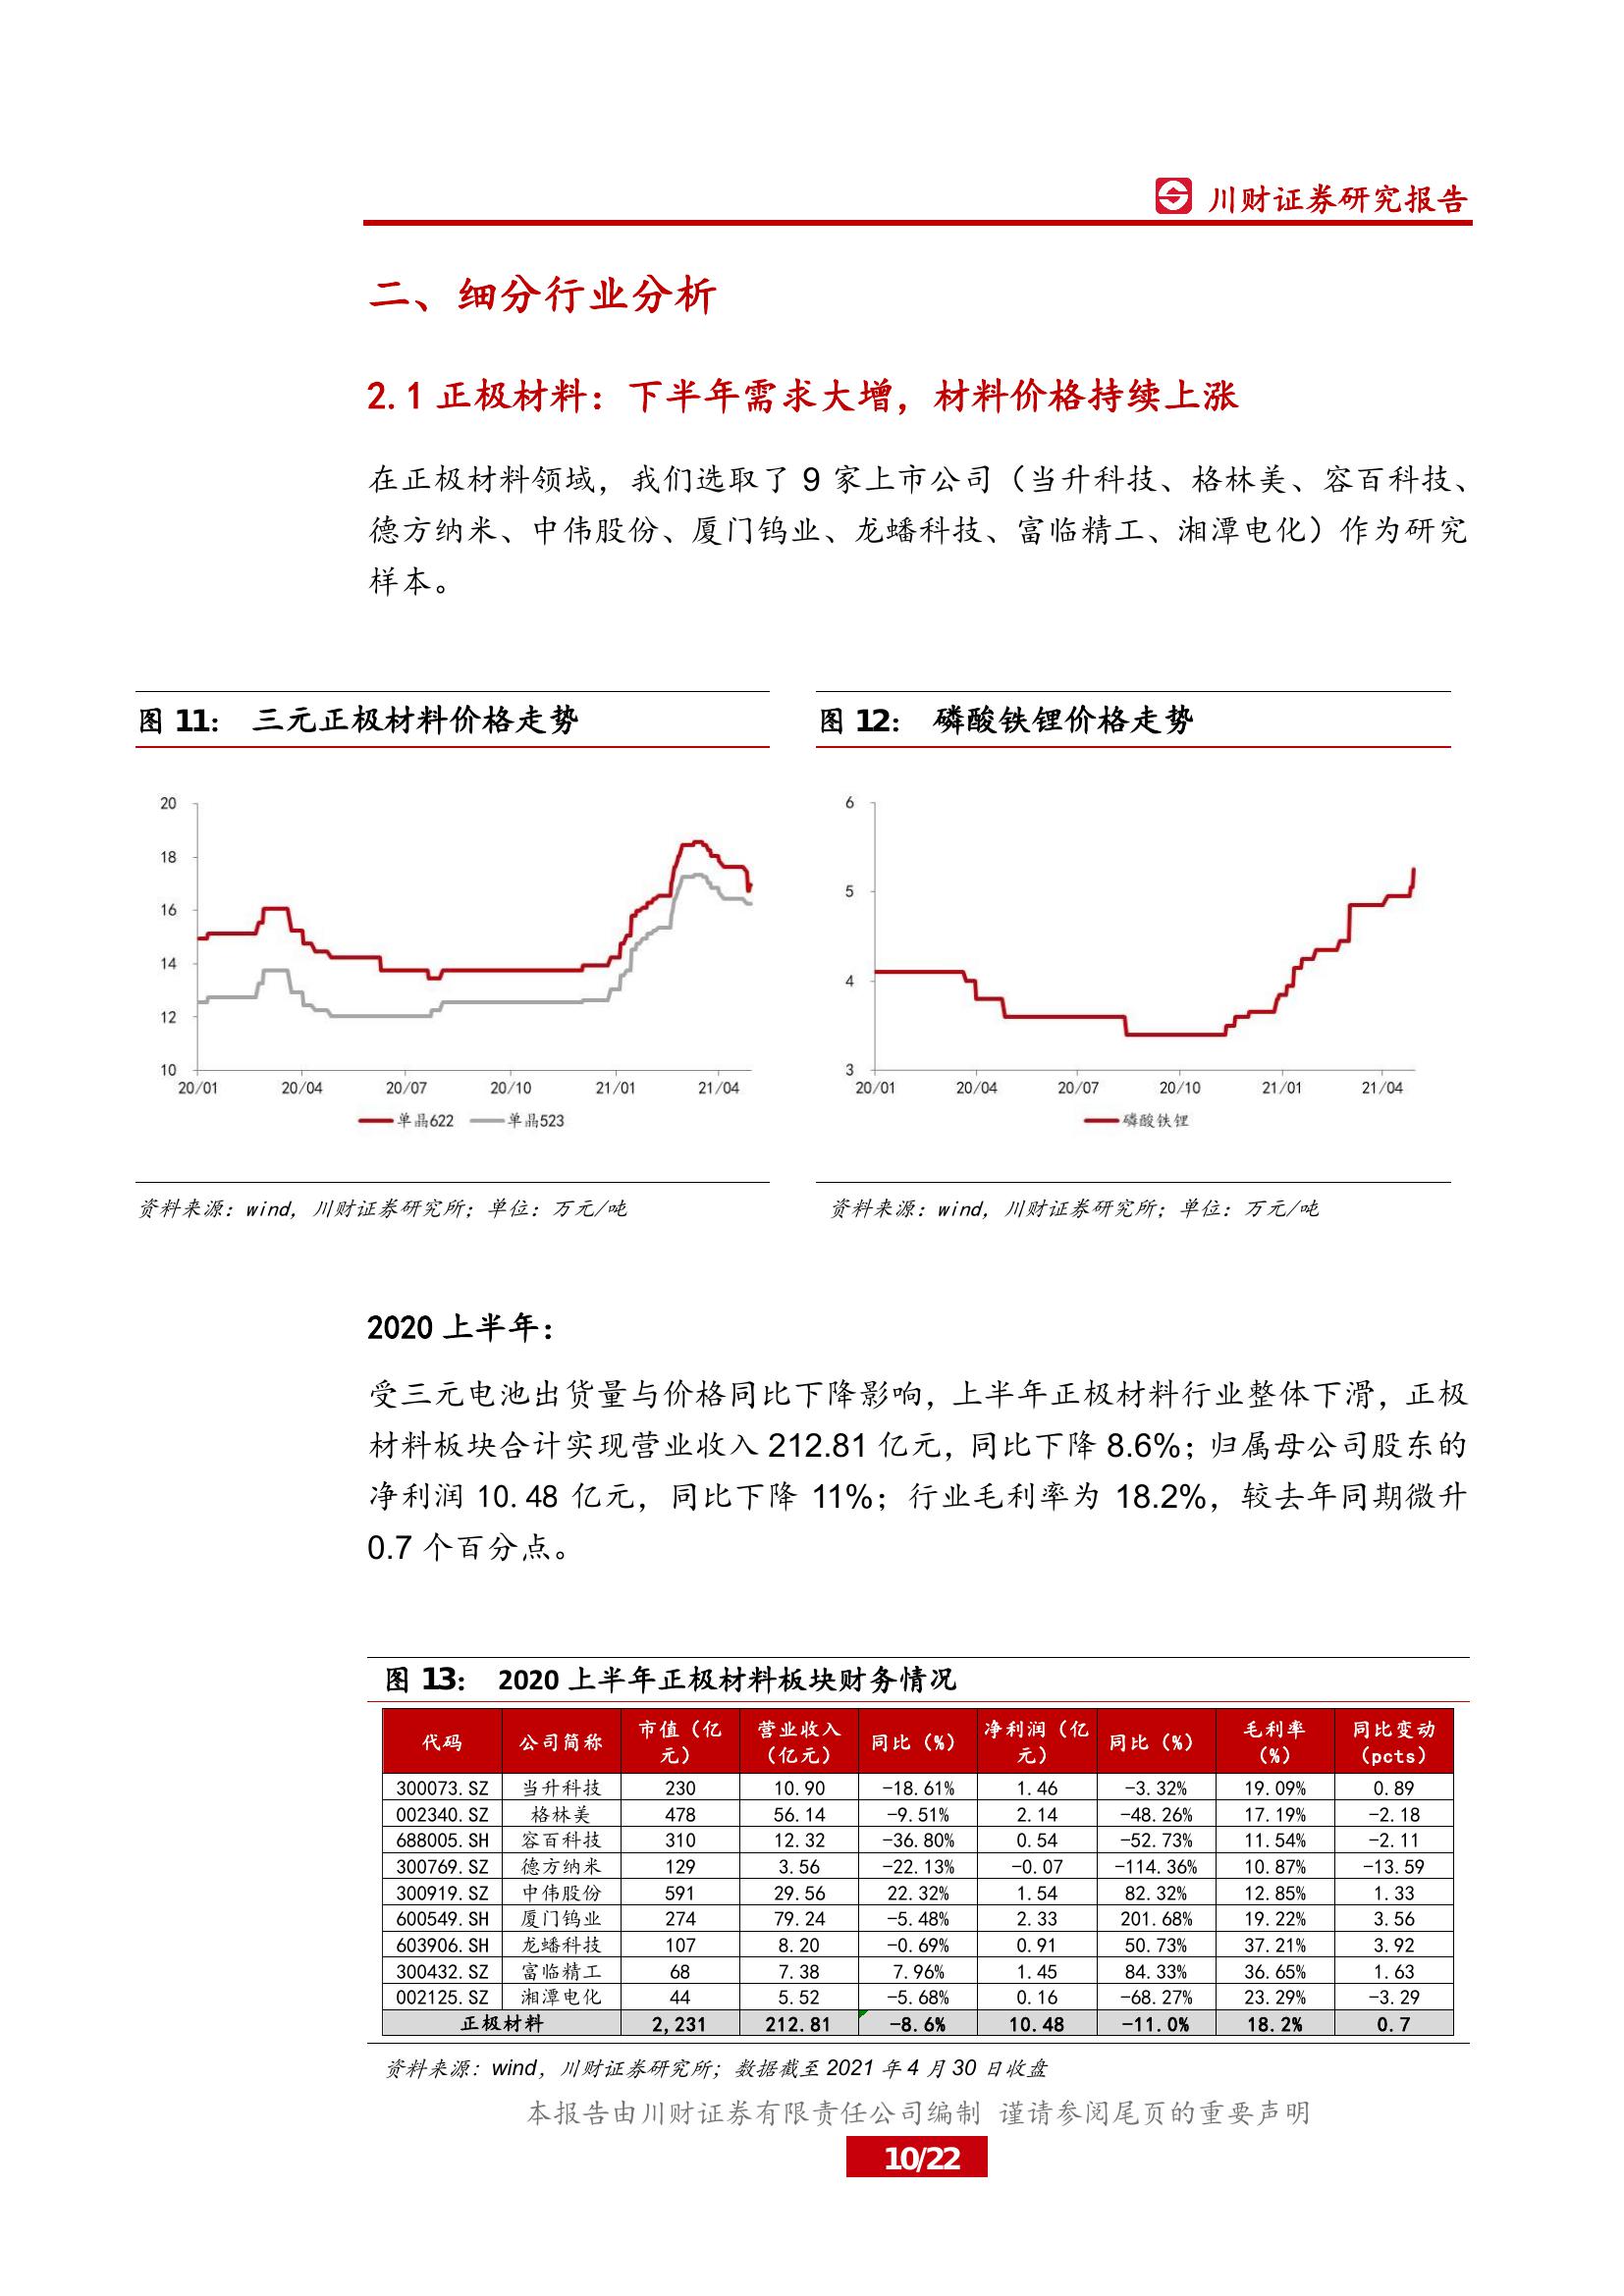 川财证券研究报告
二、细分行业分析
2.1 正极材料：下半年需求大增，材料价格持续上涨
在正极材料领域，我们选取了 9 家上市公司（当升科技、格林美、容百科技、
德方纳米、中伟股份、厦门钨业、龙蟠科技、富临精工、湘潭电化）作为研究
样本。
图 11： 三元正极材料价格走势
20
18
16
14
12
10
20/01 20/04 20/07 20/10 21/01 21/04
单晶622 单晶523
资料来源：wind，川财证券研究所；单位：万元/吨
图 12： 磷酸铁锂价格走势
6
5
4
3
20/01 20/04 20/07 20/10 21/01 21/04
磷酸铁锂
资料来源：wind，川财证券研究所；单位：万元/吨
2020 上半年：
受三元电池出货量与价格同比下降影响，上半年正极材料行业整体下滑，正极
材料板块合计实现营业收入 212.81 亿元，同比下降 8.6%；归属母公司股东的
净利润 10.48 亿元，同比下降 11%；行业毛利率为 18.2%，较去年同期微升
0.7 个百分点。
图 13： 2020 上半年正极材料板块财务情况
代码 公司简称 市值（亿元） 营业收入（亿元） 同比（%） 净利润（亿元） 同比（%） 毛利率（%） 同比变动（pcts）
300073.SZ 当升科技 230 10.90 -18.61% 1.46 -3.32% 19.09% 0.89
002340.SZ 格林美 478 56.14 -9.51% 2.14 -48.26% 17.19% -2.18
688005.SH 容百科技 310 12.32 -36.80% 0.54 -52.73% 11.54% -2.11
300769.SZ 德方纳米 129 3.56 -22.13% -0.07 -114.36% 10.87% -13.59
300919.SZ 中伟股份 591 29.56 22.32% 1.54 82.32% 12.85% 1.33
600549.SH 厦门钨业 274 79.24 -5.48% 2.33 201.68% 19.22% 3.56
603906.SH 龙蟠科技 107 8.20 -0.69% 0.91 50.73% 37.21% 3.92
300432.SZ 富临精工 68 7.38 7.96% 1.45 84.33% 36.65% 1.63
002125.SZ 湘潭电化 44 5.52 -5.68% 0.16 -68.27% 23.29% -3.29
正极材料 2,231 212.81 -8.6% 10.48 -11.0% 18.2% 0.7
资料来源：wind，川财证券研究所；数据截至 2021 年 4 月 30 日收盘
本报告由川财证券有限责任公司编制 谨请参阅尾页的重要声明
10/22